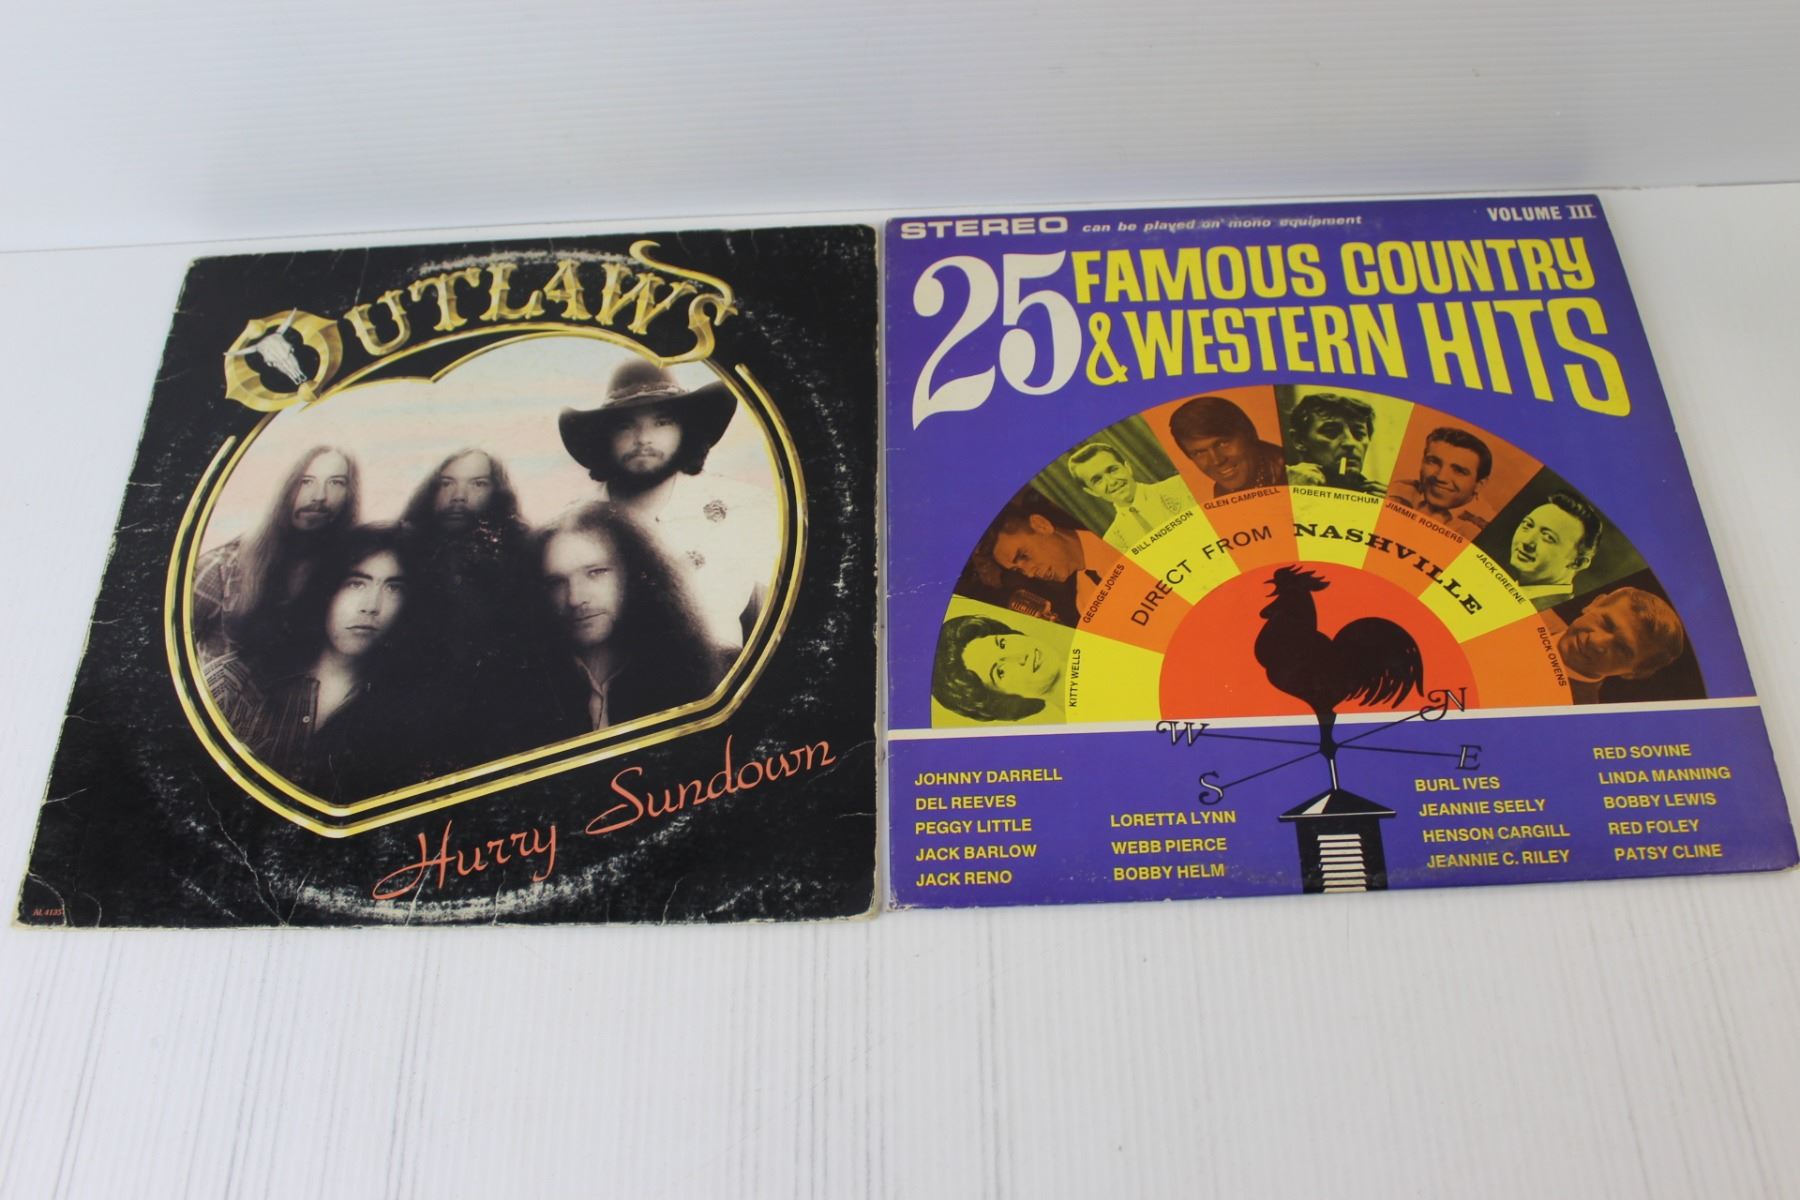 OUTLAWS
Hurry Sundown
AL 4135
STEREO can be played on mono equipment
VOLUME III
25 FAMOUS COUNTRY
& WESTERN HITS
KITTY WELLS
GEORGE JONES
BILL ANDERSON
GLEN CAMPBELL
ROBERT MITCHUM
JIMMIE RODGERS
JACK GREENE
BUCK OWENS
DIRECT FROM NASHVILLE
W
N
S
E
JOHNNY DARRELL
DEL REEVES
PEGGY LITTLE
JACK BARLOW
JACK RENO
LORETTA LYNN
WEBB PIERCE
BOBBY HELM
BURL IVES
JEANNIE SEELY
HENSON CARGILL
JEANNIE C. RILEY
RED SOVINE
LINDA MANNING
BOBBY LEWIS
RED FOLEY
PATSY CLINE